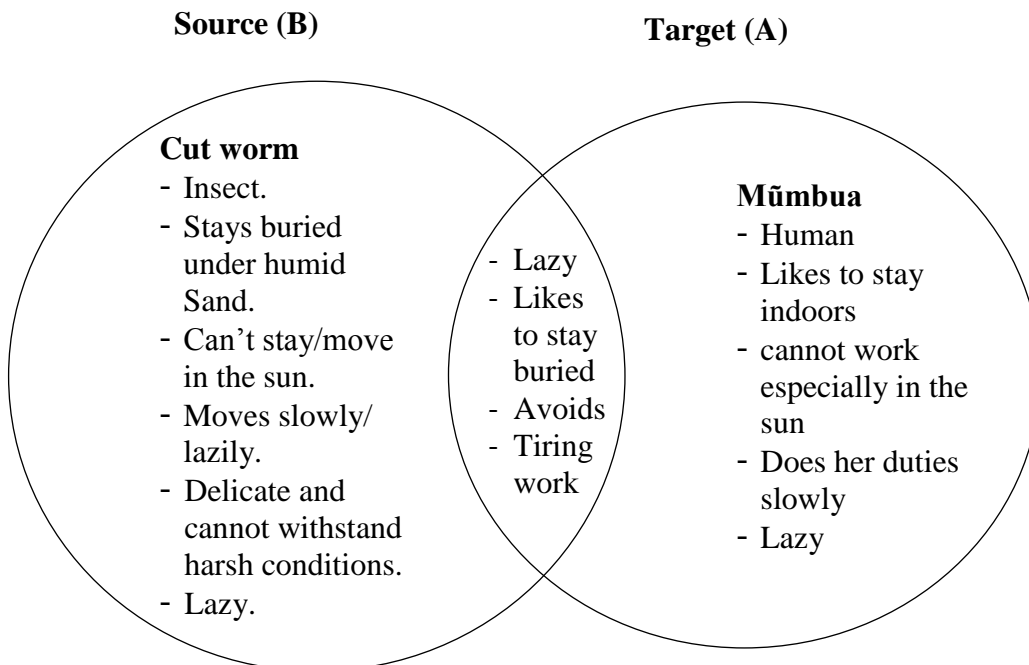 Source (B)
Target (A)
Cut worm
- Insect.
- Stays buried
under humid
Sand.
- Can't stay/move
in the sun.
- Moves slowly/
lazily.
- Delicate and
cannot withstand
harsh conditions.
- Lazy.
- Lazy
- Likes
to stay
buried
- Avoids
- Tiring
work
Mũmbua
- Human
- Likes to stay
indoors
- cannot work
especially in the
sun
- Does her duties
slowly
- Lazy